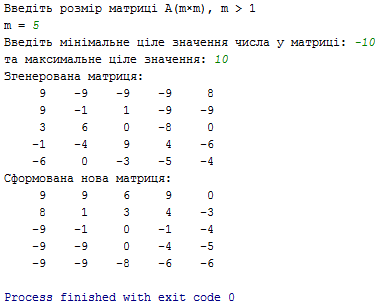 Введіть розмір матриці A(m×m), m > 1
m = 5
Введіть мінімальне ціле значення числа у матриці: -10
та максимальне ціле значення: 10
Згенерована матриця:
9 -9 -9 -9 8
9 -1 1 -9 -9
3 6 0 -8 0
-1 -4 9 4 -6
-6 0 -3 -5 -4
Сформована нова матриця:
9 9 6 9 0
8 1 3 4 -3
-9 -1 0 -1 -4
-9 -9 0 -4 -5
-9 -9 -8 -6 -6
Process finished with exit code 0